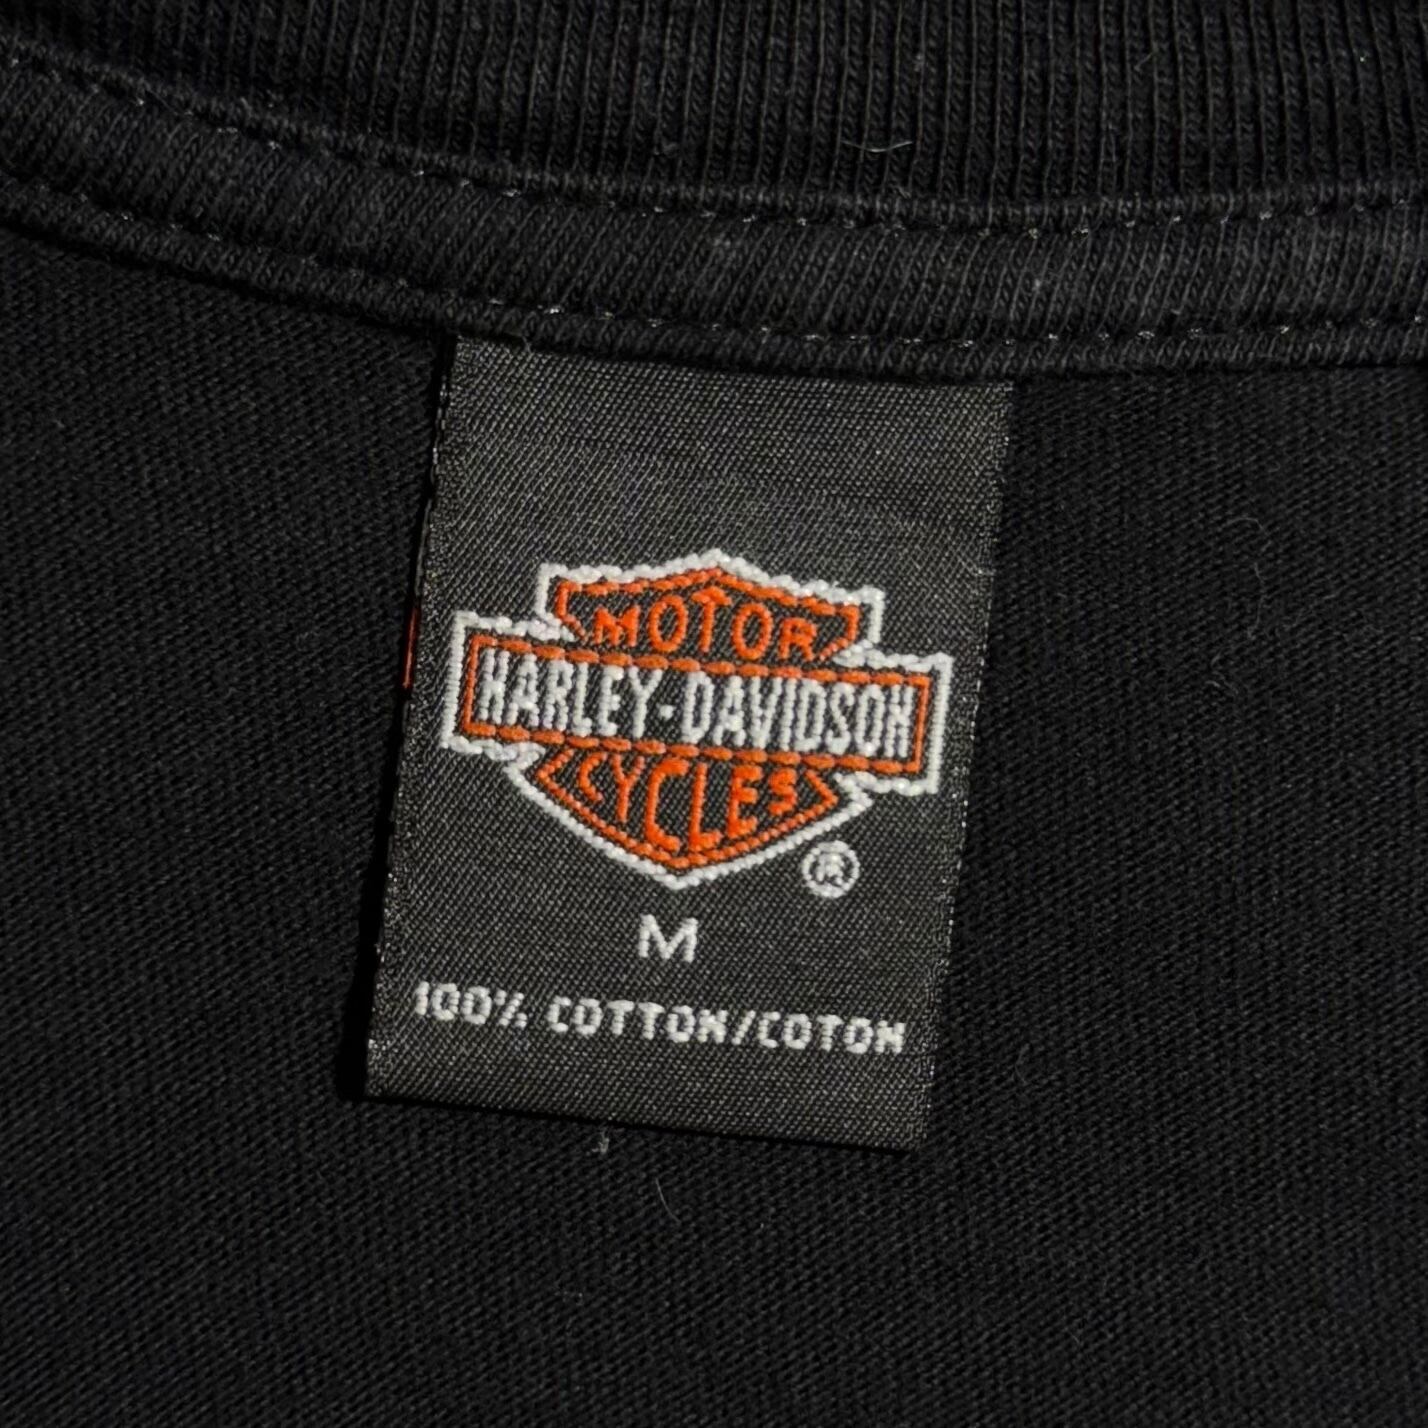 MOTOR
HARLEY-DAVIDSON
CYCLES
®
M
100% COTTON/COTON